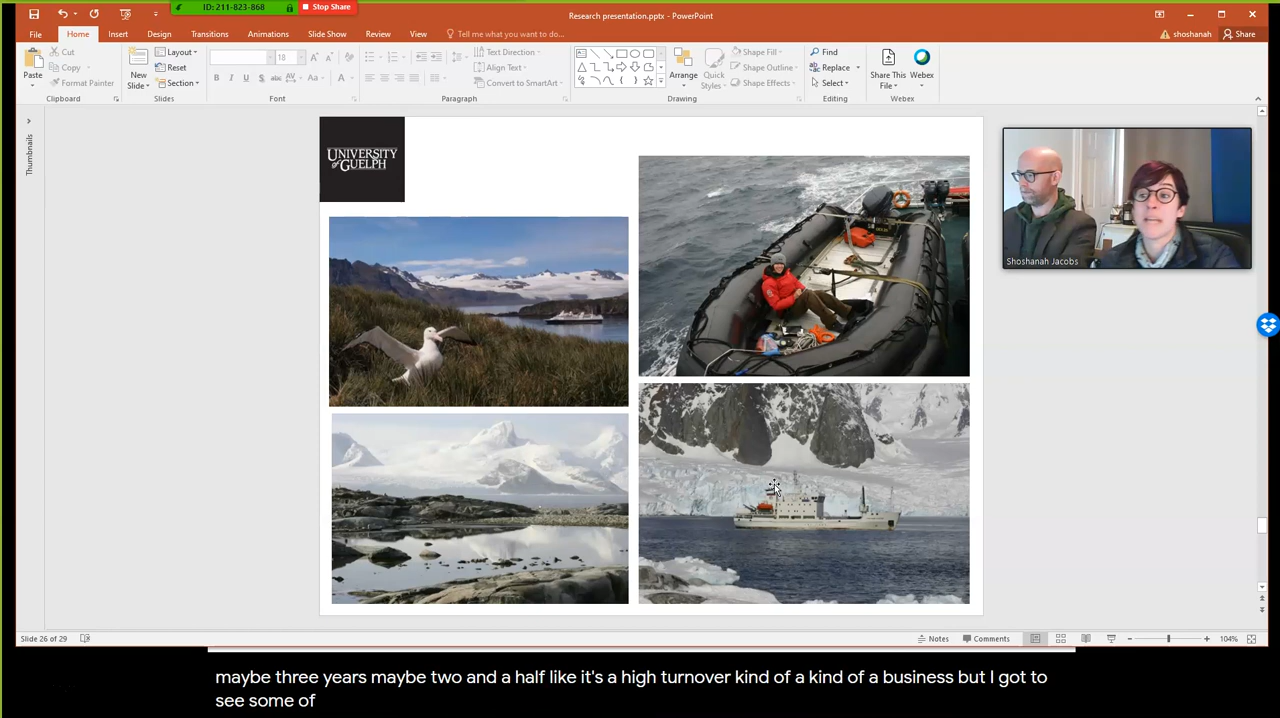 ID: 211-823-868
Stop Share
Research presentation.pptx - PowerPoint
File Home Insert Design Transitions Animations Slide Show Review View Tell me what you want to do...
shoshanah Share
Paste
Cut
Copy
Format Painter
Clipboard
New Slide
Layout
Reset
Section
Slides
18
B I U S abc AV Aa A
Font
Text Direction
Align Text
Convert to SmartArt
Paragraph
Arrange
Quick Styles
Shape Fill
Shape Outline
Shape Effects
Drawing
Find
Replace
Select
Editing
Share This File
Webex
Webex
Thumbnails
UNIVERSITY
of GUELPH
Shoshanah Jacobs
Slide 26 of 29
Notes Comments
104%
maybe three years maybe two and a half like it's a high turnover kind of a kind of a business but I got to
see some of